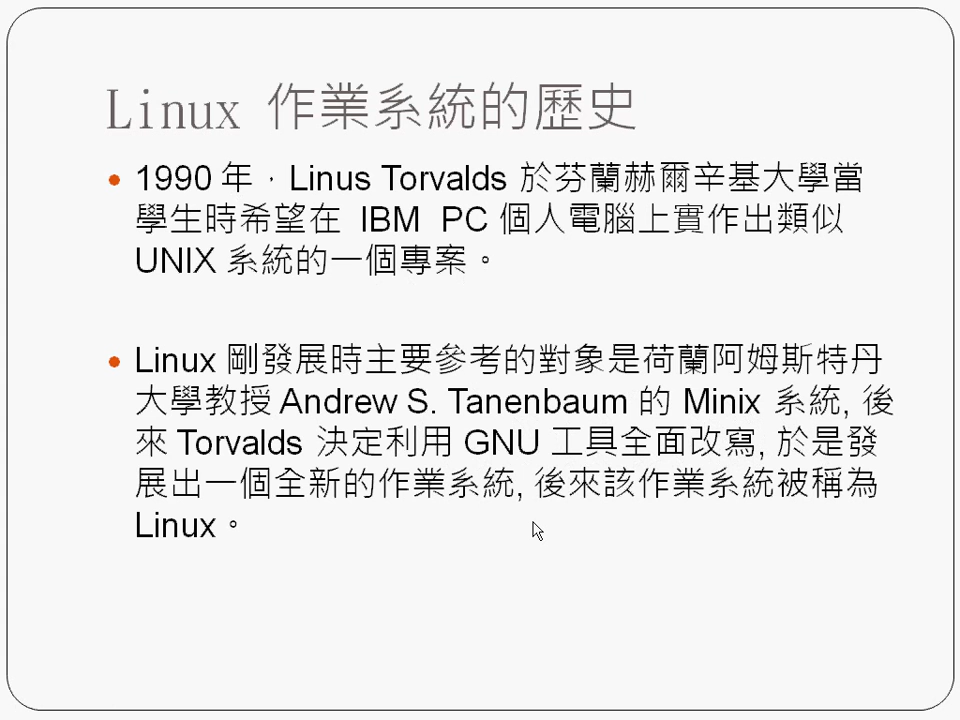 Linux 作業系統的歷史
1990 年，Linus Torvalds 於芬蘭赫爾辛基大學當
學生時希望在 IBM PC 個人電腦上實作出類似
UNIX 系統的一個專案。
Linux 剛發展時主要參考的對象是荷蘭阿姆斯特丹
大學教授 Andrew S. Tanenbaum 的 Minix 系統, 後
來 Torvalds 決定利用 GNU 工具全面改寫, 於是發
展出一個全新的作業系統, 後來該作業系統被稱為
Linux。